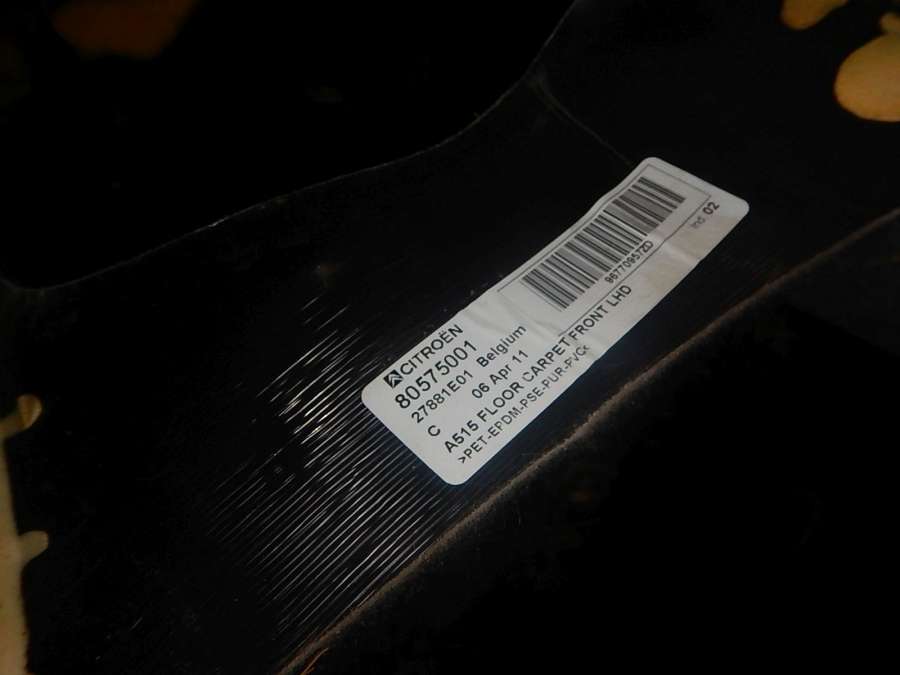 CITROËN
80575001
27881E01 Belgium
C 06 Apr 11
A515 FLOOR CARPET FRONT LHD
>PET-EPDM-PSE-PUR-PVC<
967709572D
Ind 02